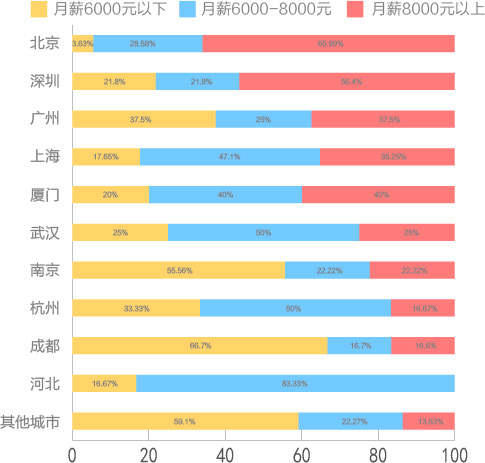 月薪6000元以下 月薪6000-8000元 月薪8000元以上
北京 3.63% 28.58% 65.99%
深圳 21.8% 21.8% 56.4%
广州 37.5% 25% 37.5%
上海 17.65% 47.1% 35.25%
厦门 20% 40% 40%
武汉 25% 50% 25%
南京 55.56% 22.22% 22.22%
杭州 33.33% 50% 16.67%
成都 66.7% 16.7% 16.6%
河北 16.67% 83.33%
其他城市 59.1% 22.27% 13.63%
0 20 40 60 80 100